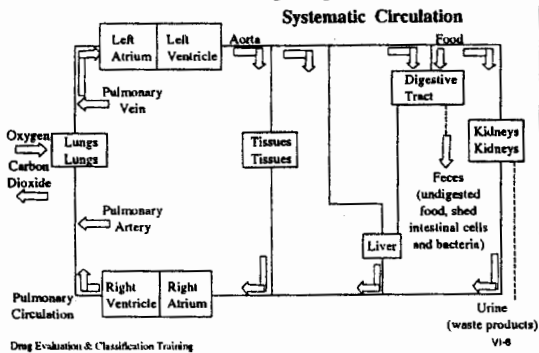 Systematic Circulation
Left
Atrium
Left
Ventricle
Aorta
Food
Digestive
Tract
Pulmonary
Vein
Oxygen
Carbon
Dioxide
Lungs
Lungs
Tissues
Tissues
Kidneys
Kidneys
Feces
(undigested
food, shed
intestinal cells
and bacteria)
Pulmonary
Artery
Liver
Pulmonary
Circulation
Right
Ventricle
Right
Atrium
Urine
(waste products)
Drug Evaluation & Classification Training
VI-6